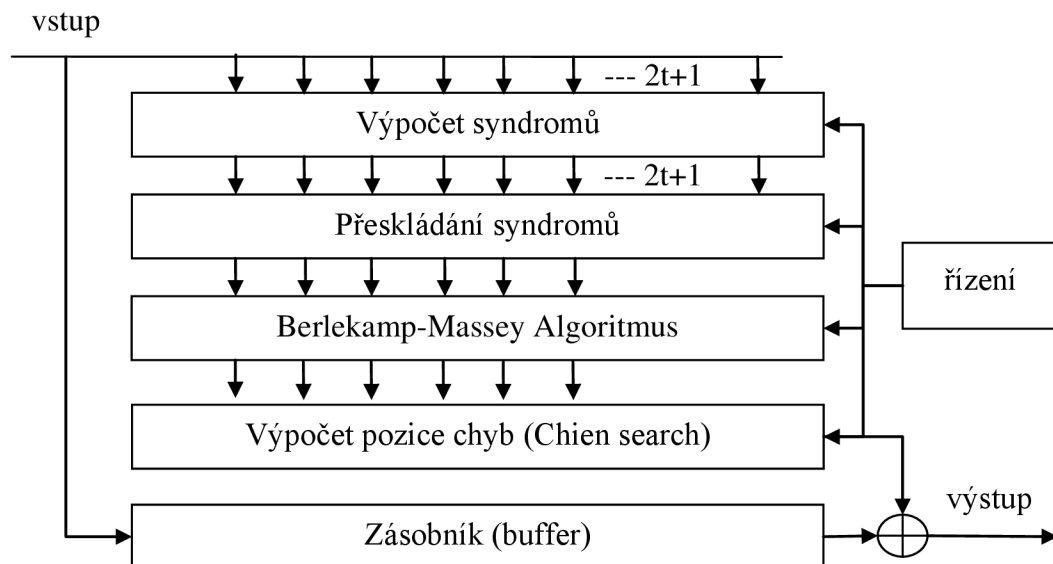 vstup
--- 2t+1
Výpočet syndromů
--- 2t+1
Přeskládání syndromů
řízení
Berlekamp-Massey Algoritmus
Výpočet pozice chyb (Chien search)
výstup
Zásobník (buffer)